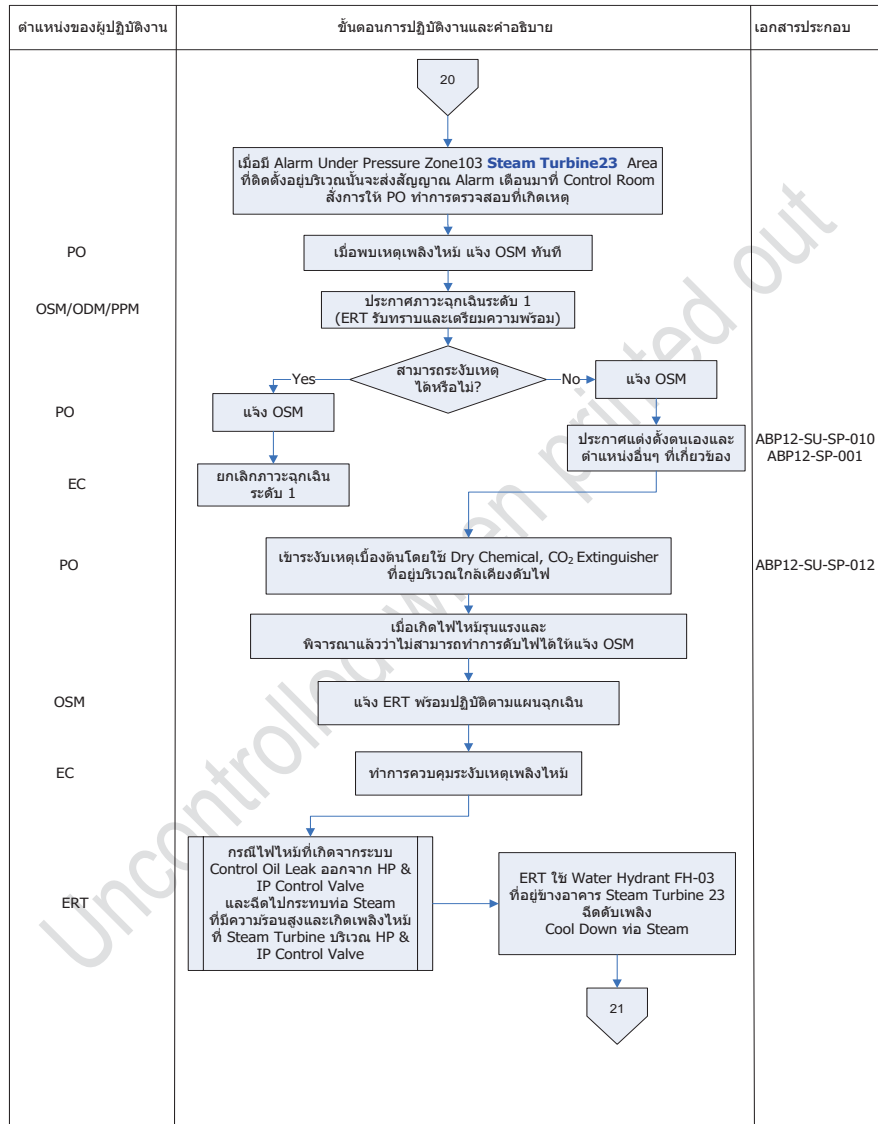 ตำแหน่งของผู้ปฏิบัติงาน
ขั้นตอนการปฏิบัติงานและคำอธิบาย
เอกสารประกอบ
20
เมื่อมี Alarm Under Pressure Zone103 Steam Turbine23 Area
ที่ติดตั้งอยู่บริเวณนั้นจะส่งสัญญาณ Alarm เตือนมาที่ Control Room
สั่งการให้ PO ทำการตรวจสอบที่เกิดเหตุ
PO
เมื่อพบเหตุเพลิงไหม้ แจ้ง OSM ทันที
OSM/ODM/PPM
ประกาศภาวะฉุกเฉินระดับ 1
(ERT รับทราบและเตรียมความพร้อม)
สามารถระงับเหตุ
ได้หรือไม่?
Yes
No
แจ้ง OSM
PO
แจ้ง OSM
ประกาศแต่งตั้งตนเองและ
ตำแหน่งอื่นๆ ที่เกี่ยวข้อง
ABP12-SU-SP-010
ABP12-SP-001
EC
ยกเลิกภาวะฉุกเฉิน
ระดับ 1
PO
เข้าระงับเหตุเบื้องต้นโดยใช้ Dry Chemical, CO2 Extinguisher
ที่อยู่บริเวณใกล้เคียงดับไฟ
ABP12-SU-SP-012
เมื่อเกิดไฟไหม้รุนแรงและ
พิจารณาแล้วว่าไม่สามารถทำการดับไฟได้ให้แจ้ง OSM
OSM
แจ้ง ERT พร้อมปฏิบัติตามแผนฉุกเฉิน
EC
ทำการควบคุมระงับเหตุเพลิงไหม้
ERT
กรณีไฟไหม้ที่เกิดจากระบบ
Control Oil Leak ออกจาก HP &
IP Control Valve
และฉีดไปกระทบท่อ Steam
ที่มีความร้อนสูงและเกิดเพลิงไหม้
ที่ Steam Turbine บริเวณ HP &
IP Control Valve
ERT ใช้ Water Hydrant FH-03
ที่อยู่ข้างอาคาร Steam Turbine 23
ฉีดดับเพลิง
Cool Down ท่อ Steam
21
Uncontrolled when printed out